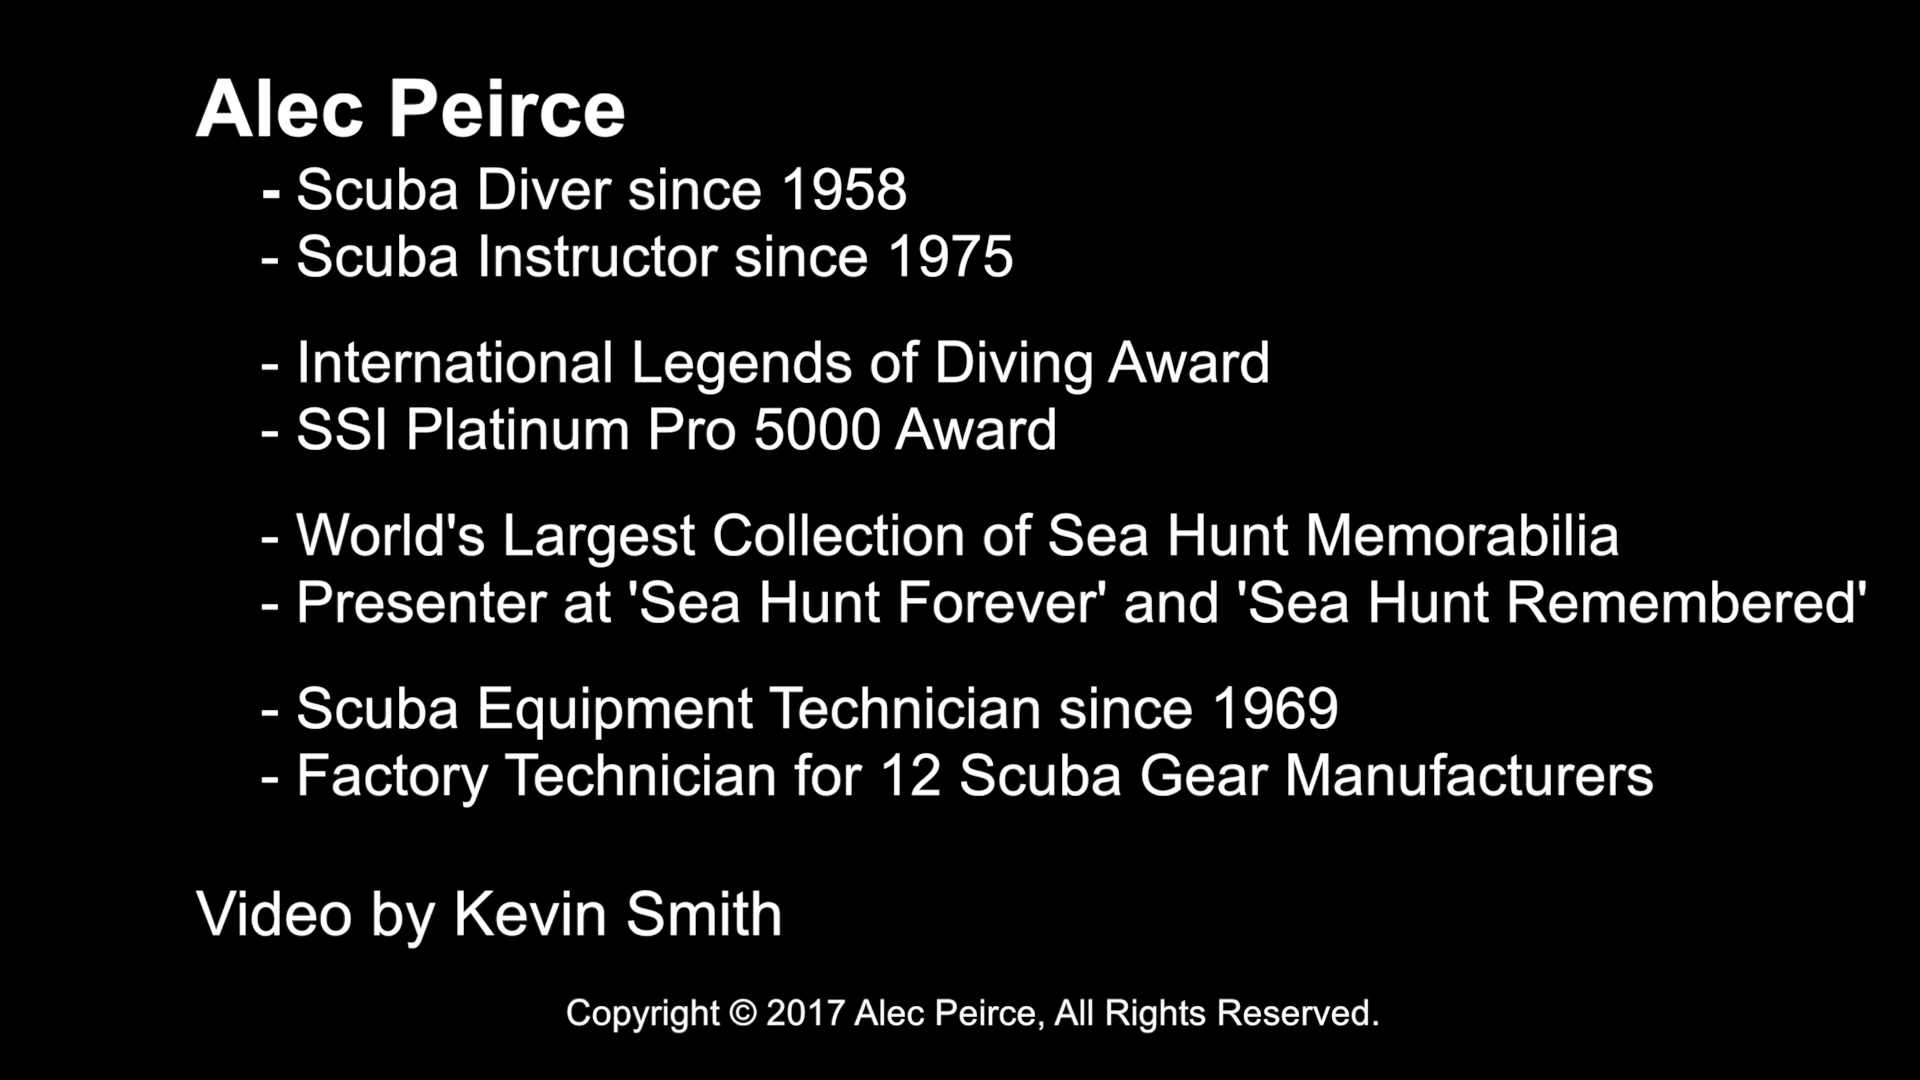 Alec Peirce
- Scuba Diver since 1958
- Scuba Instructor since 1975
- International Legends of Diving Award
- SSI Platinum Pro 5000 Award
- World's Largest Collection of Sea Hunt Memorabilia
- Presenter at 'Sea Hunt Forever' and 'Sea Hunt Remembered'
- Scuba Equipment Technician since 1969
- Factory Technician for 12 Scuba Gear Manufacturers
Video by Kevin Smith
Copyright © 2017 Alec Peirce, All Rights Reserved.